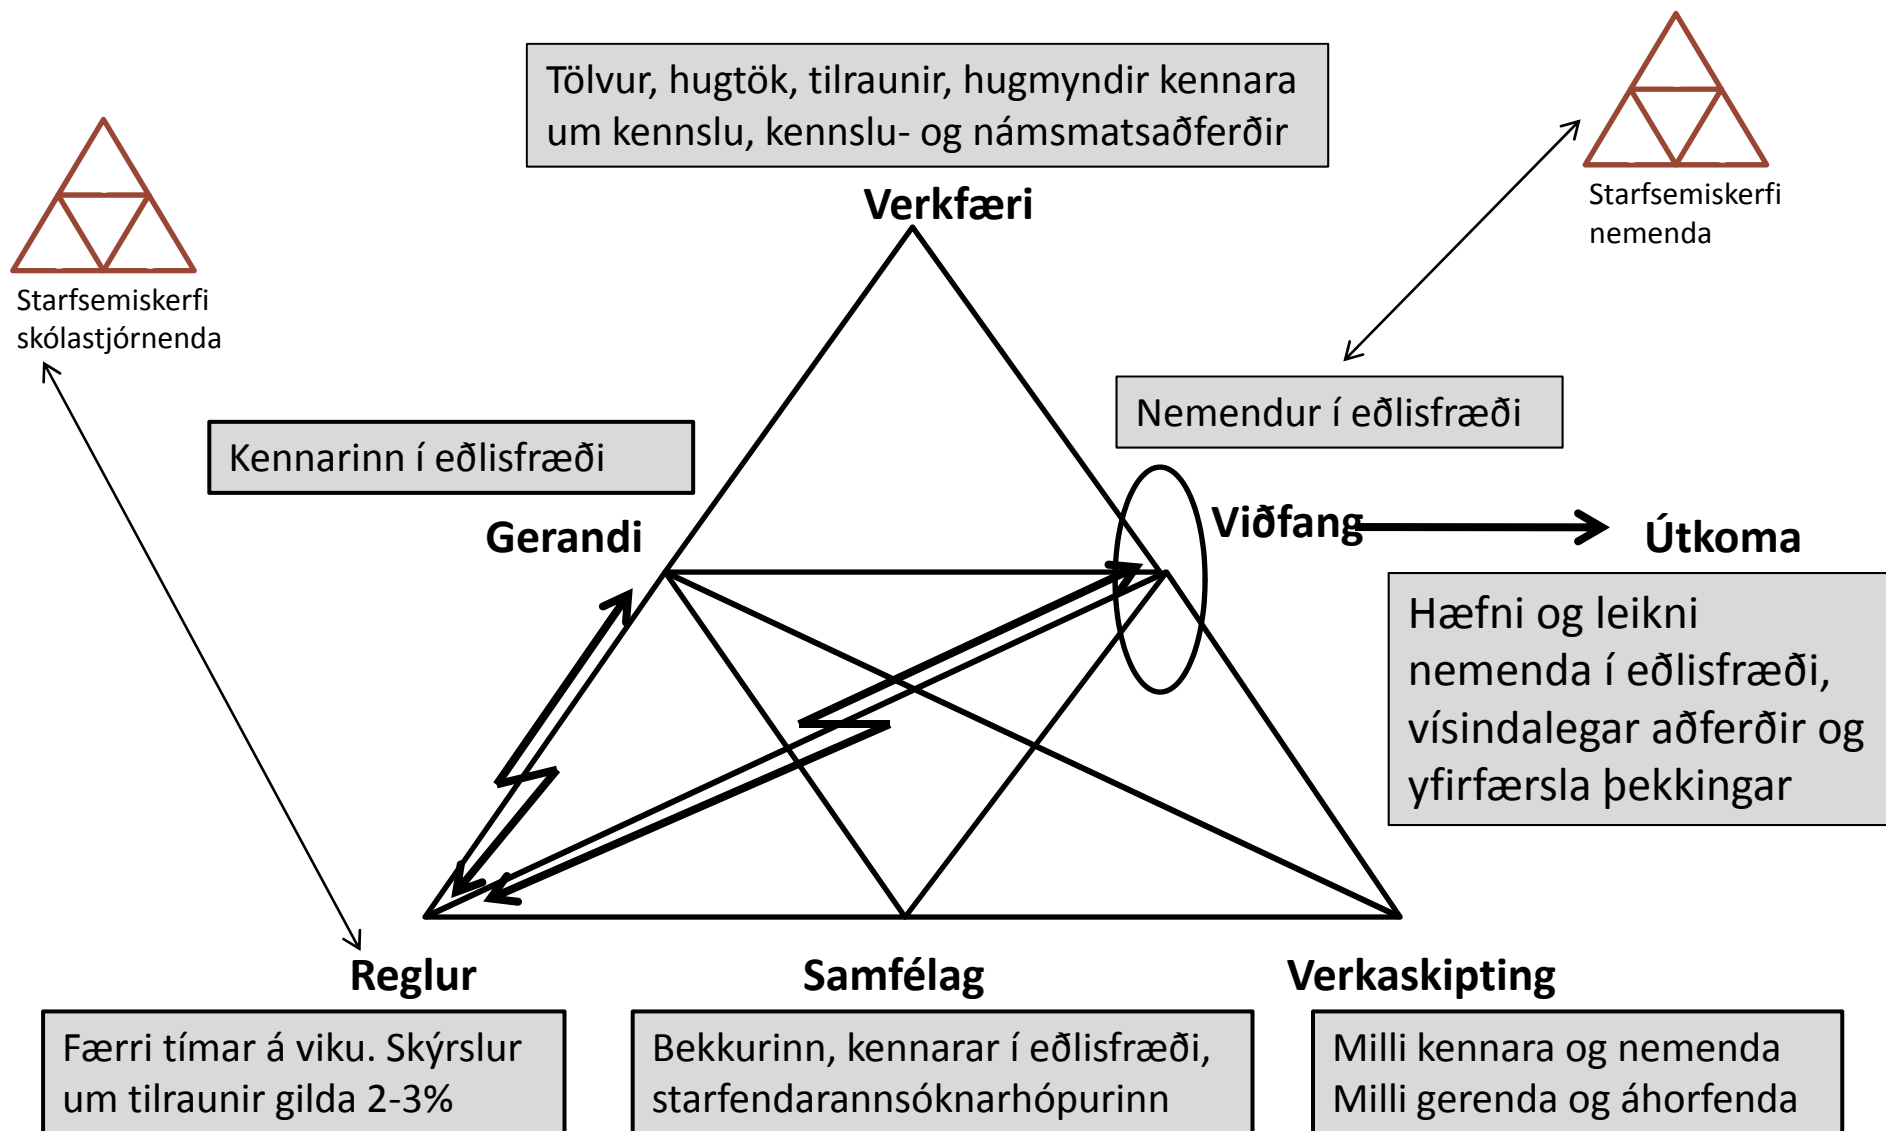 Tölvur, hugtök, tilraunir, hugmyndir kennara
um kennslu, kennslu- og námsmatsaðferðir
Verkfæri
Starfsemiskerfi
nemenda
Starfsemiskerfi
skólastjórnenda
Nemendur í eðlisfræði
Kennarinn í eðlisfræði
Gerandi
Viðfang
Útkoma
Hæfni og leikni
nemenda í eðlisfræði,
vísindalegar aðferðir og
yfirfærsla þekkingar
Reglur
Samfélag
Verkaskipting
Færri tímar á viku. Skýrslur
um tilraunir gilda 2-3%
Bekkurinn, kennarar í eðlisfræði,
starfendarannsóknarhópurinn
Milli kennara og nemenda
Milli gerenda og áhorfenda